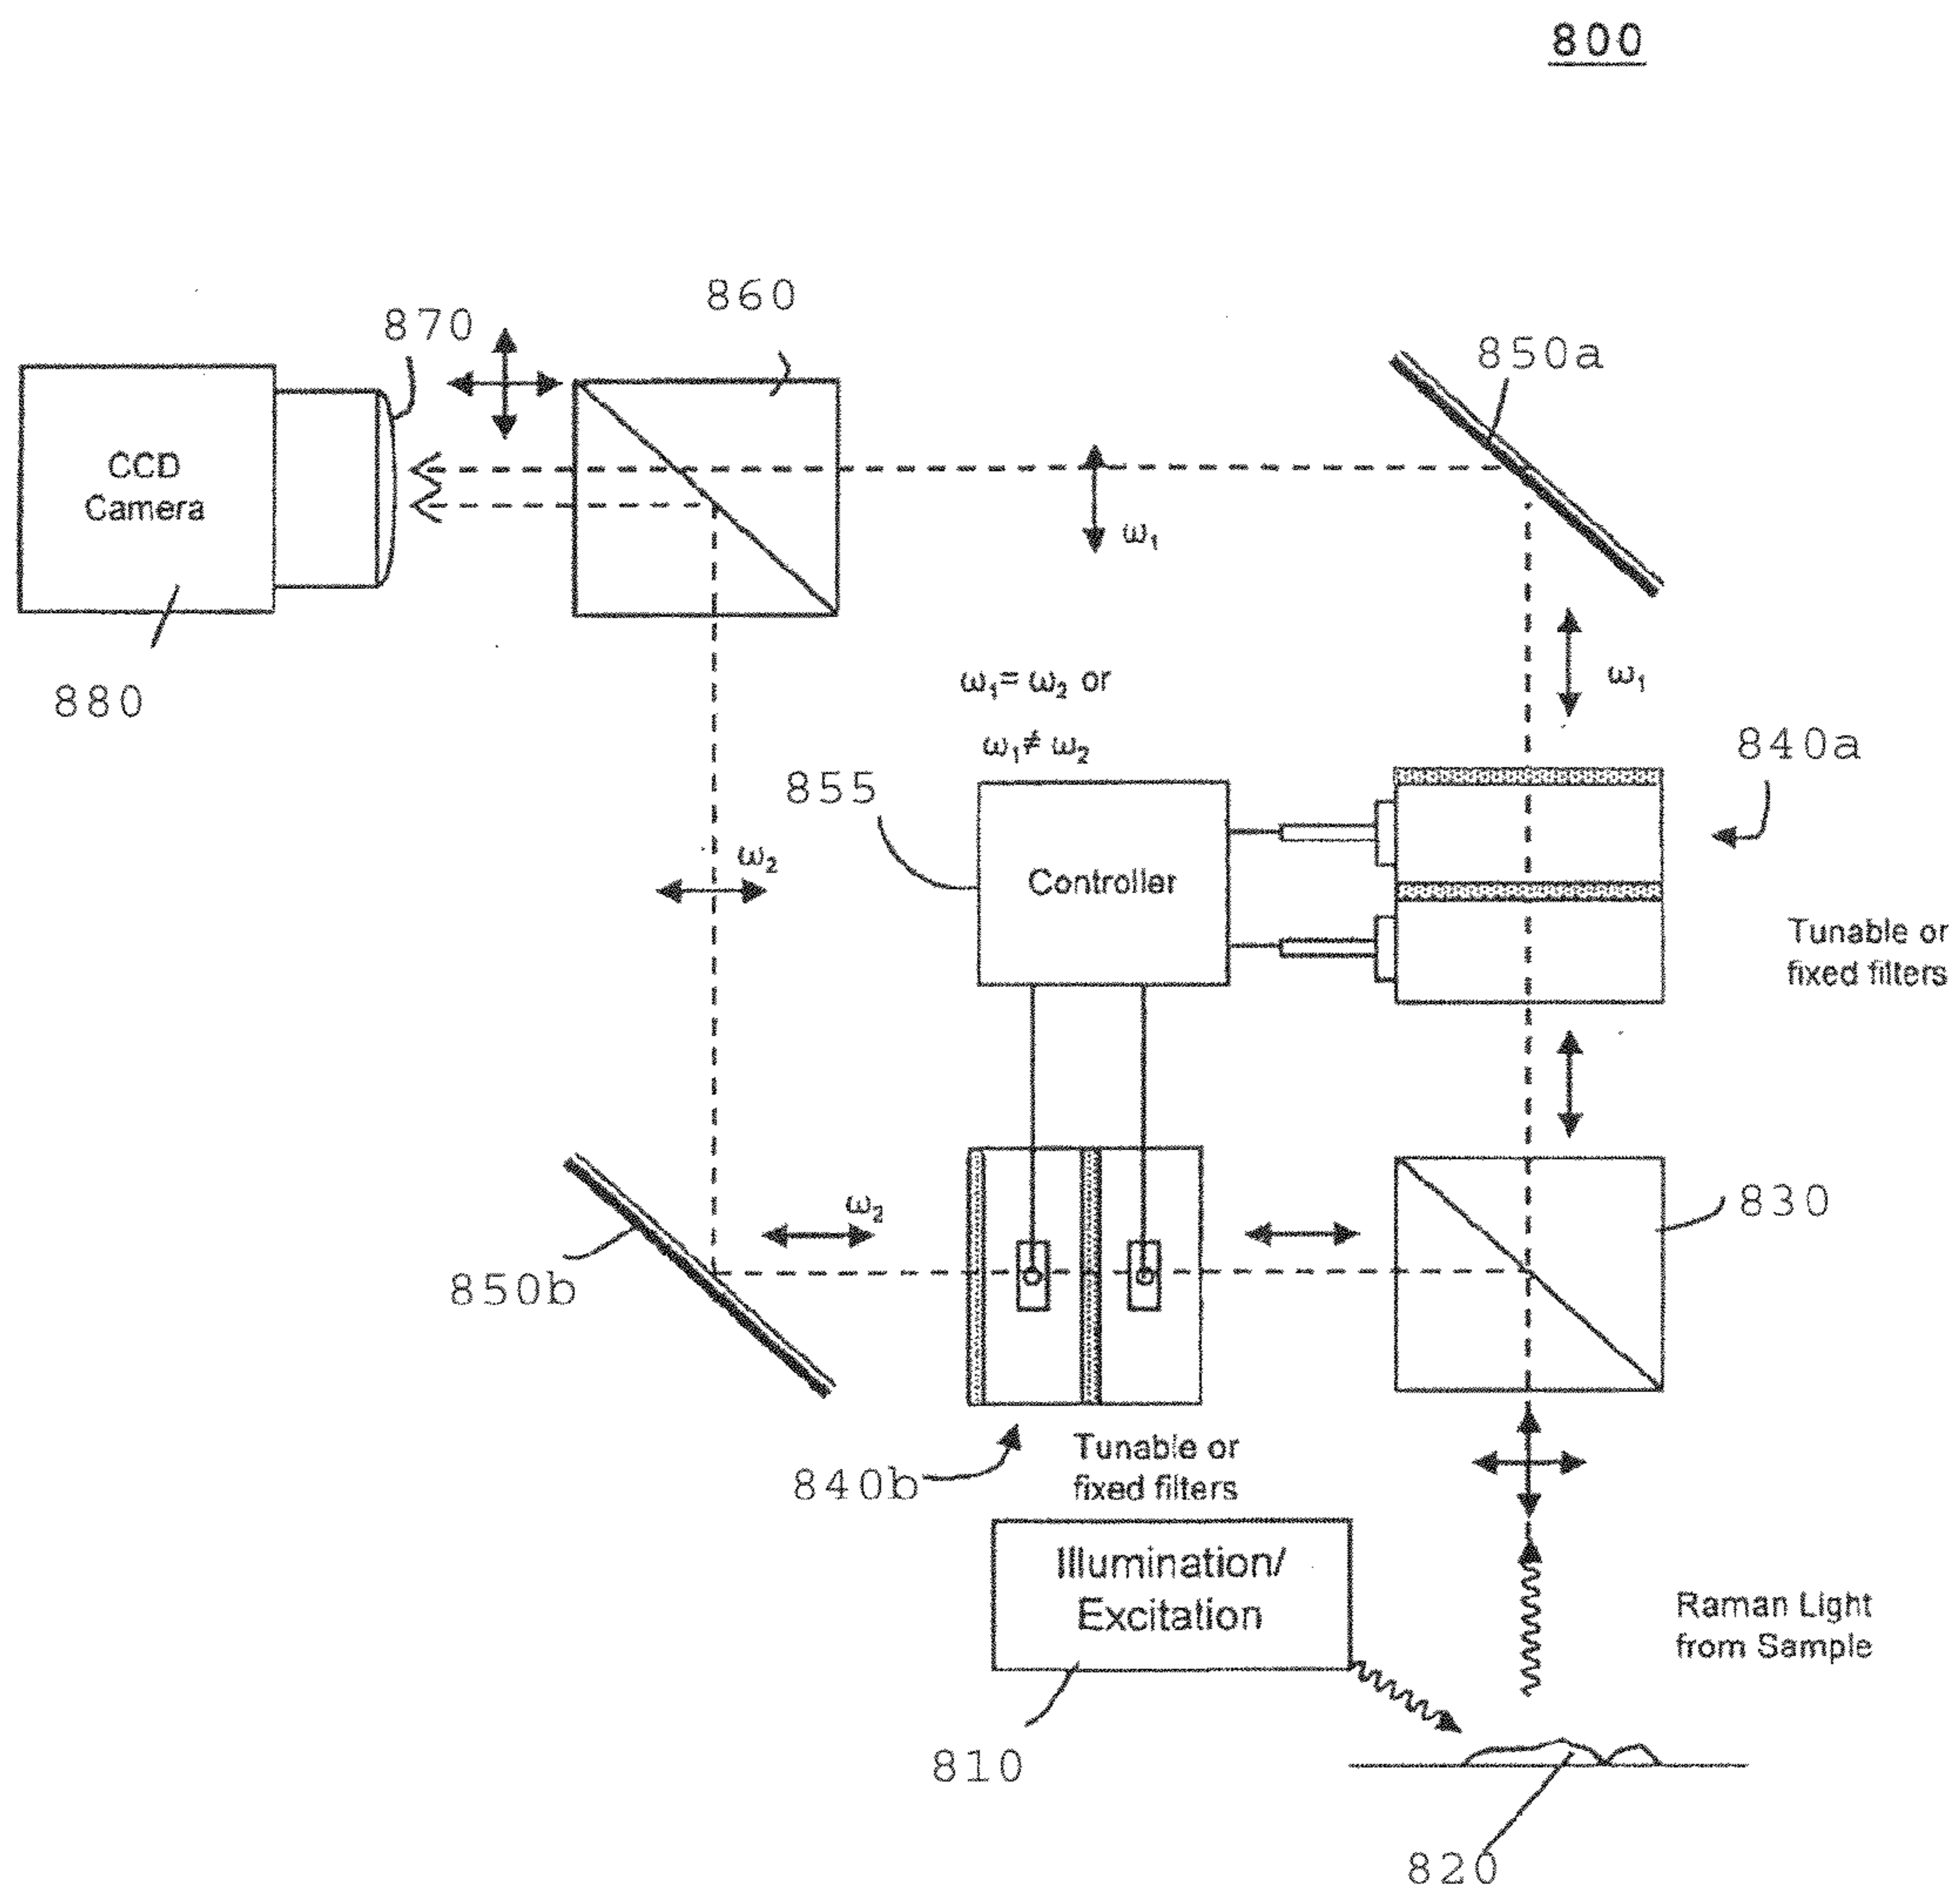 800
860
870
850a
CCD
Camera
ω₁
880
ω₁= ω₂ or
ω₁≠ ω₂
ω₁
840a
855
ω₂
Controller
Tunable or
fixed filters
830
ω₂
850b
840b
Tunable or
fixed filters
Illumination/
Excitation
Raman Light
from Sample
810
820